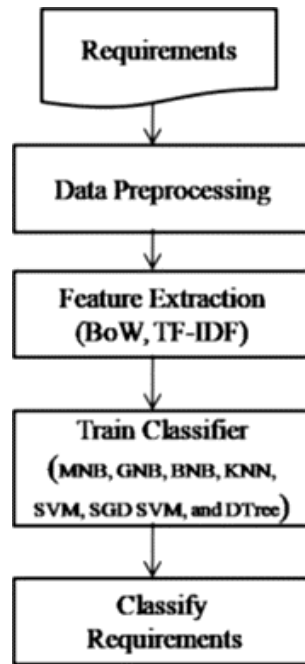 Requirements
Data Preprocessing
Feature Extraction
(BoW, TF-IDF)
Train Classifier
(MNB, GNB, BNB, KNN,
SVM, SGD SVM, and DTree)
Classify
Requirements